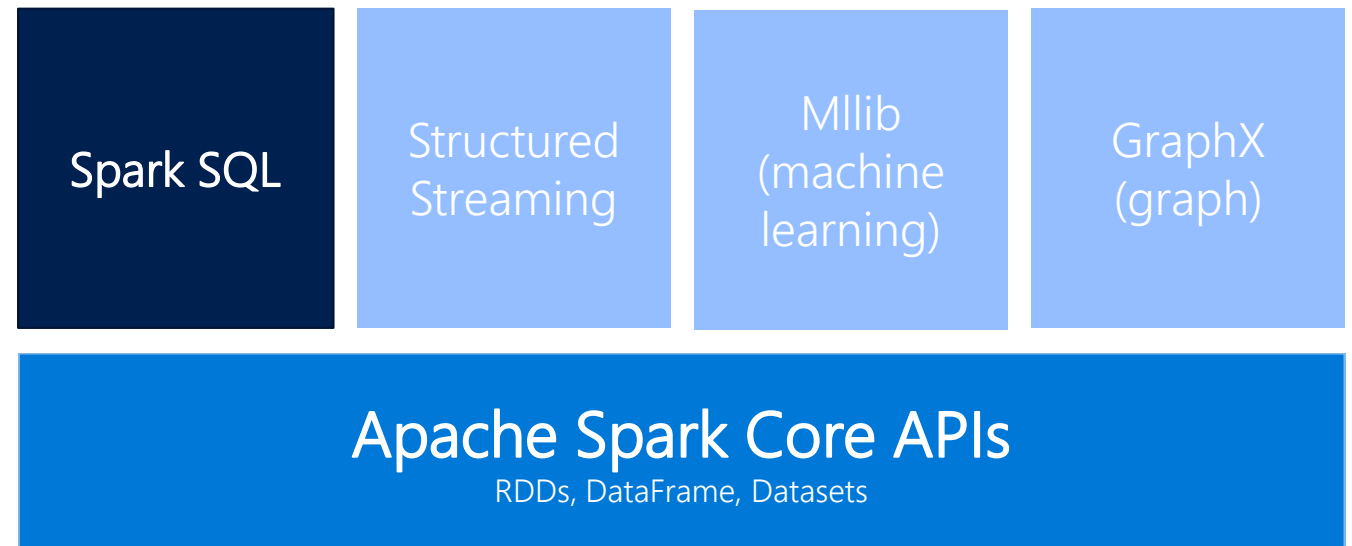 Spark SQL
Structured
Streaming
Mllib
(machine
learning)
GraphX
(graph)
Apache Spark Core APIs
RDDs, DataFrame, Datasets